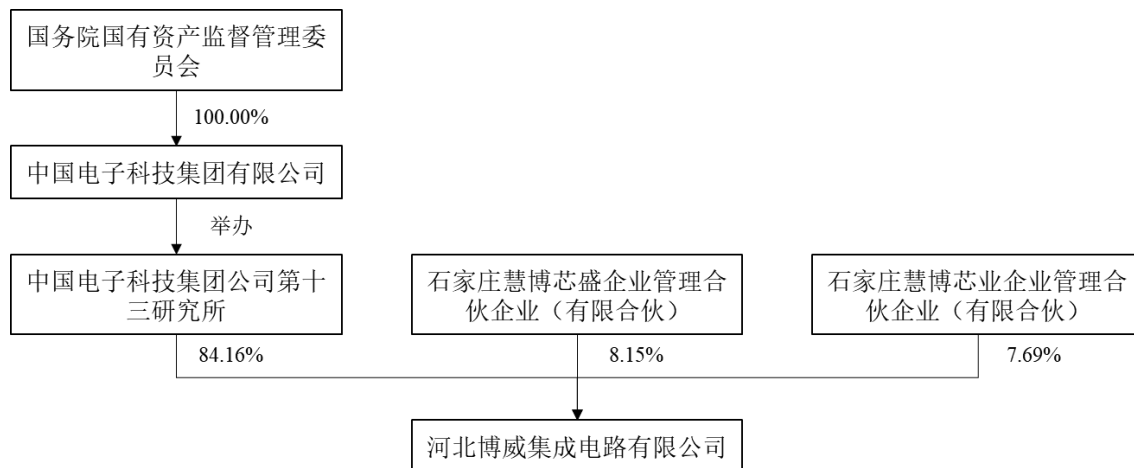 国务院国有资产监督管理委
员会
100.00%
中国电子科技集团有限公司
举办
中国电子科技集团公司第十
三研究所
石家庄慧博芯盛企业管理合
伙企业（有限合伙）
石家庄慧博芯业企业管理合
伙企业（有限合伙）
84.16%
8.15%
7.69%
河北博威集成电路有限公司